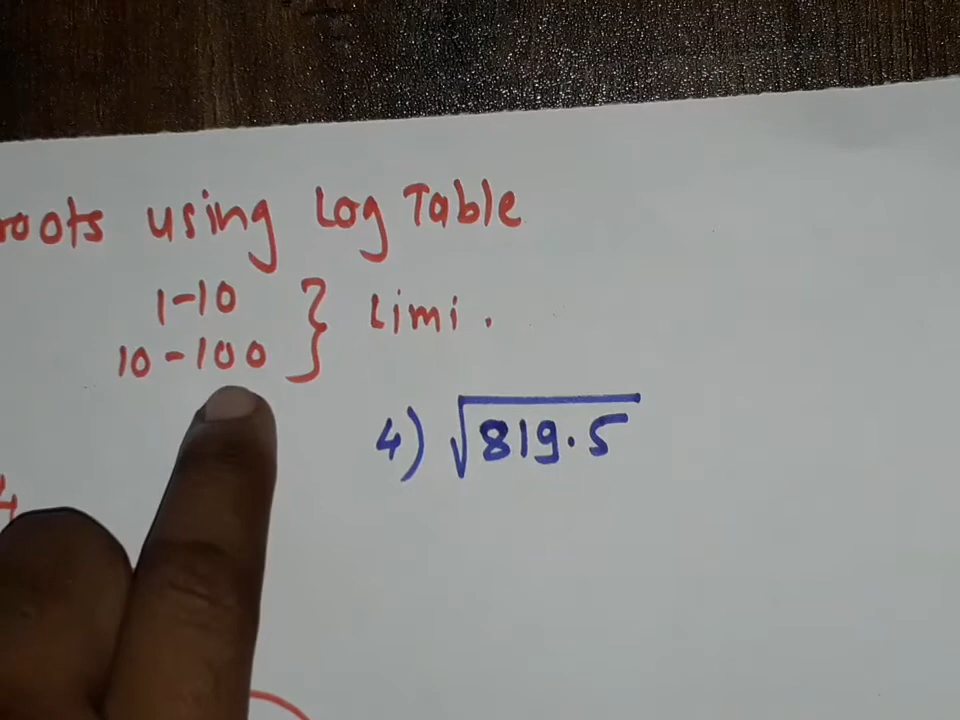 roots using Log Table
1-10 } Limi.
10-100
4) √819.5